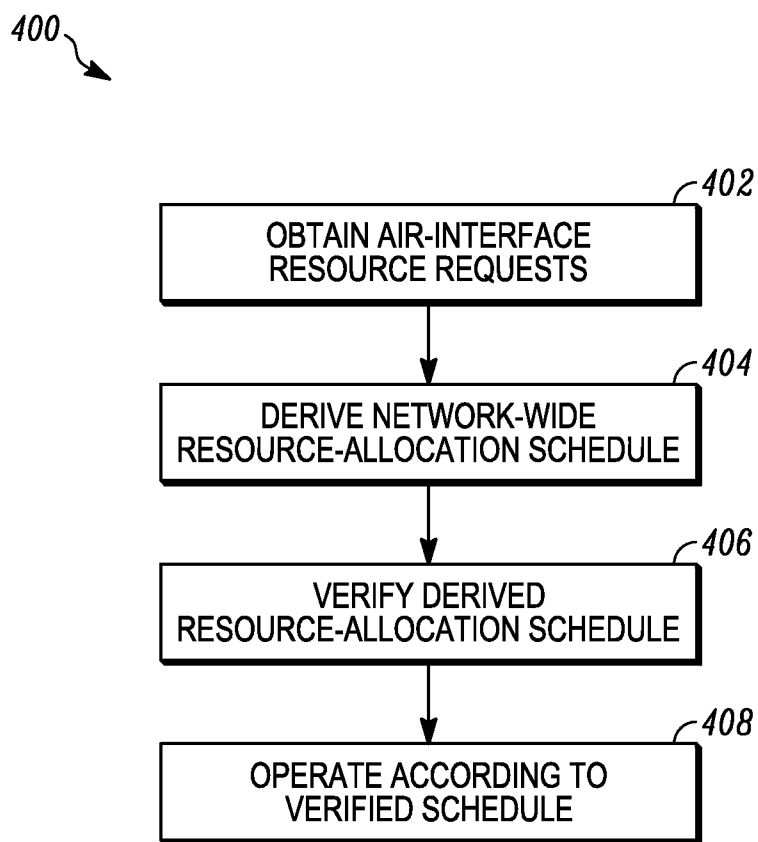 400
402
OBTAIN AIR-INTERFACE
RESOURCE REQUESTS
404
DERIVE NETWORK-WIDE
RESOURCE-ALLOCATION SCHEDULE
406
VERIFY DERIVED
RESOURCE-ALLOCATION SCHEDULE
408
OPERATE ACCORDING TO
VERIFIED SCHEDULE